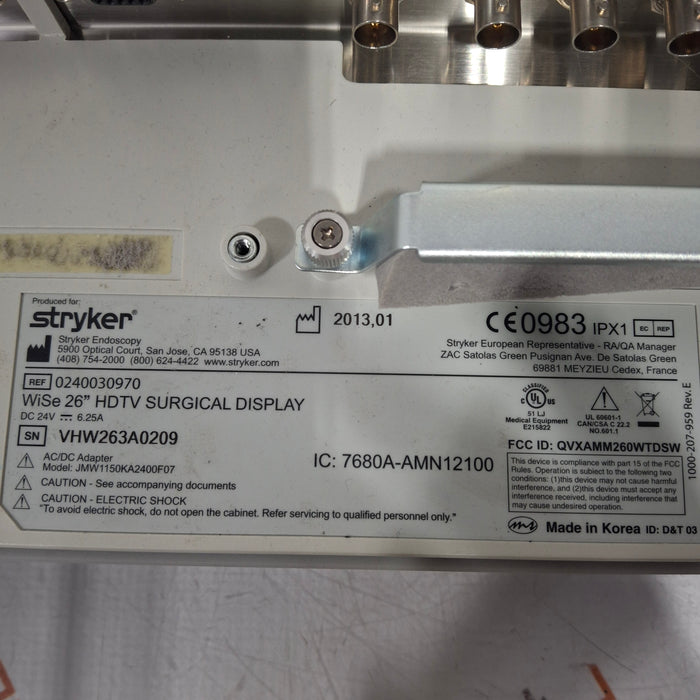 Produced for:
stryker®
Stryker Endoscopy
5900 Optical Court, San Jose, CA 95138 USA
(408) 754-2000 (800) 624-4422 www.stryker.com
2013,01
CE0983 IPX1 EC REP
Stryker European Representative - RA/QA Manager
ZAC Satolas Green Pusignan Ave. De Satolas Green
69881 MEYZIEU Cedex, France
REF 0240030970
WiSe 26" HDTV SURGICAL DISPLAY
DC 24V ⎓ 6.25A
SN VHW263A0209
AC/DC Adapter
Model: JMW1150KA2400F07
CAUTION - See accompanying documents
CAUTION - ELECTRIC SHOCK
"To avoid electric shock, do not open the cabinet. Refer servicing to qualified personnel only."
IC: 7680A-AMN12100
CLASSIFIED
C UL US
51 LJ
Medical Equipment
E215822
UL 60601-1
CAN/CSA C 22.2
NO.601.1
FCC ID: QVXAMM260WTDSW
This device is compliance with part 15 of the FCC
Rules. Operation is subject to the following two
conditions: (1)this device may not cause harmful
interference, and (2)this device must accept any
interference received, including interference that
may cause undesired operation.
Made in Korea ID: D&T 03
1000-207-959 Rev. E